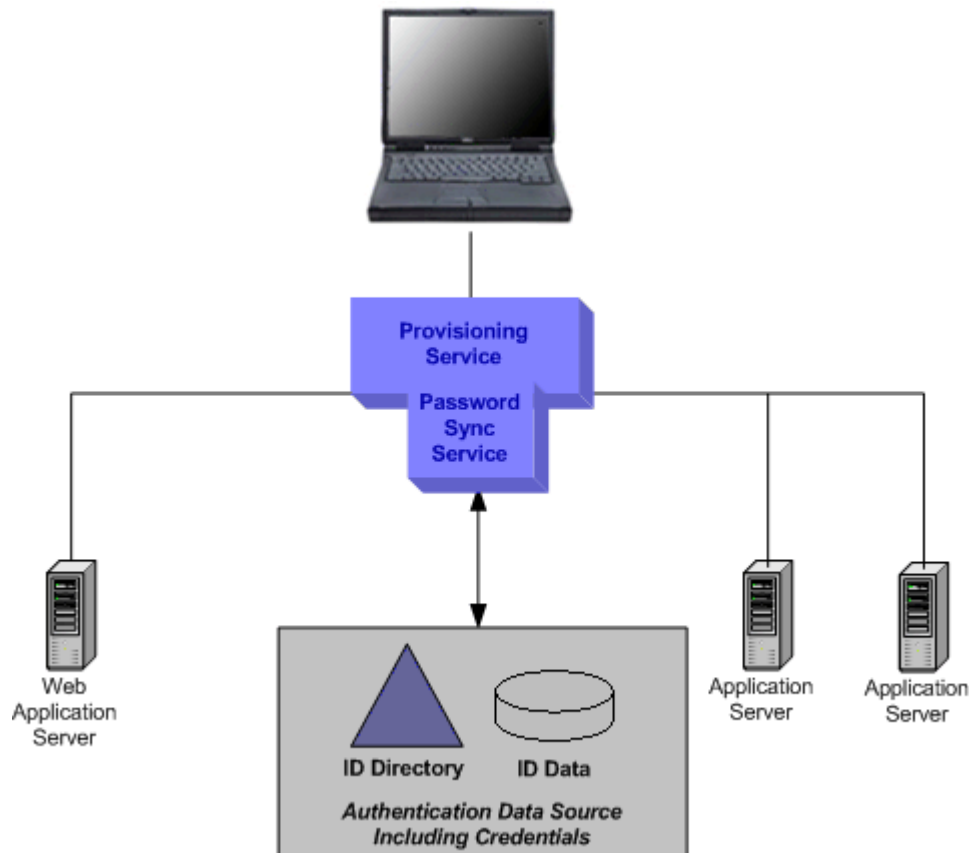 Provisioning
Service
Password
Sync
Service
Web
Application
Server
Application
Server
Application
Server
ID Directory
ID Data
Authentication Data Source
Including Credentials